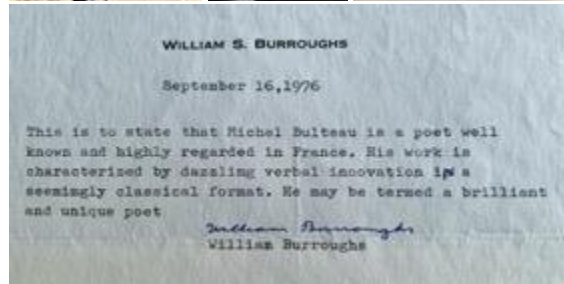 WILLIAM S. BURROUGHS
September 16,1976
This is to state that Michel Bulteau is a poet well
known and highly regarded in France. His work is
characterized by dazzling verbal inoovation in a
seemingly classical format. He may be termed a brilliant
and unique poet
William Burroughs
William Burroughs